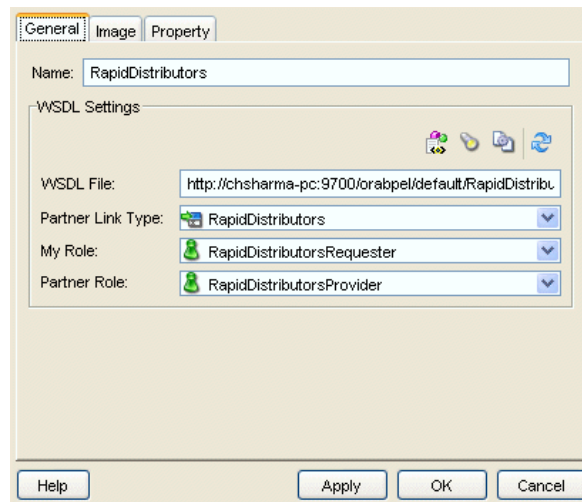 General Image Property
Name: RapidDistributors
WSDL Settings
WSDL File: http://chsharma-pc:9700/orabpel/default/RapidDistribu
Partner Link Type: RapidDistributors
My Role: RapidDistributorsRequester
Partner Role: RapidDistributorsProvider
Help Apply OK Cancel